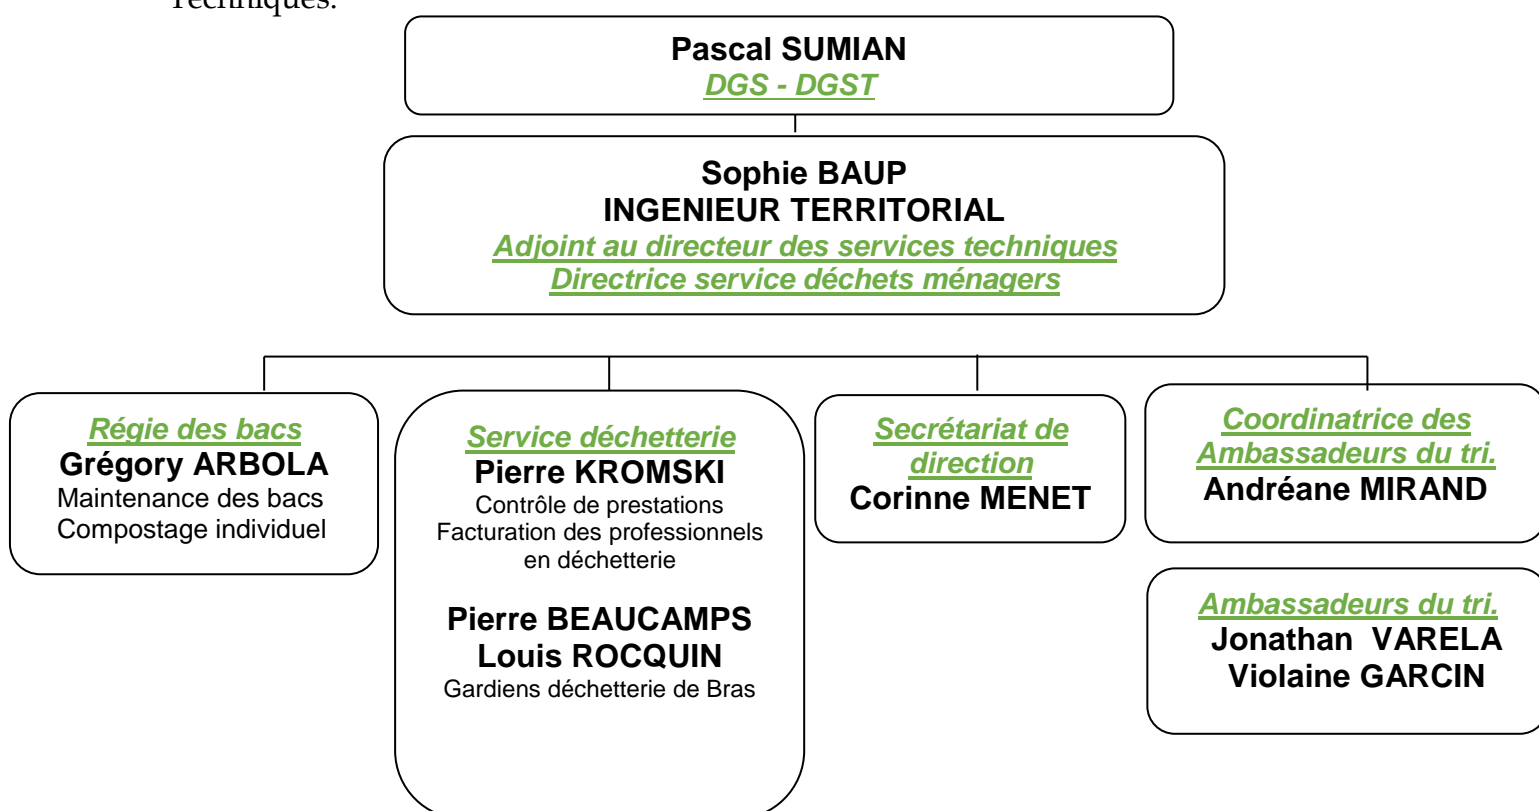 Techniques.
Pascal SUMIAN
DGS - DGST
Sophie BAUP
INGENIEUR TERRITORIAL
Adjoint au directeur des services techniques
Directrice service déchets ménagers
Régie des bacs
Grégory ARBOLA
Maintenance des bacs
Compostage individuel
Service déchetterie
Pierre KROMSKI
Contrôle de prestations
Facturation des professionnels
en déchetterie
Pierre BEAUCAMPS
Louis ROCQUIN
Gardiens déchetterie de Bras
Secrétariat de
direction
Corinne MENET
Coordinatrice des
Ambassadeurs du tri.
Andréane MIRAND
Ambassadeurs du tri.
Jonathan VARELA
Violaine GARCIN